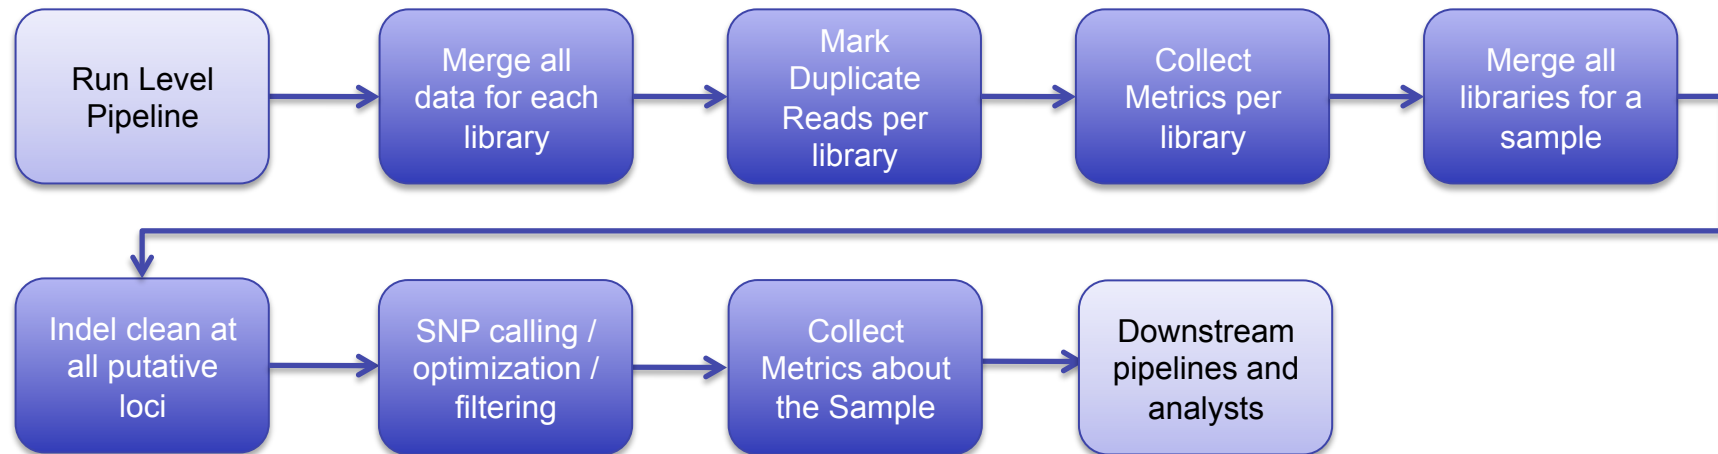 Run Level
Pipeline
Merge all
data for each
library
Mark
Duplicate
Reads per
library
Collect
Metrics per
library
Merge all
libraries for a
sample
Indel clean at
all putative
loci
SNP calling /
optimization /
filtering
Collect
Metrics about
the Sample
Downstream
pipelines and
analysts